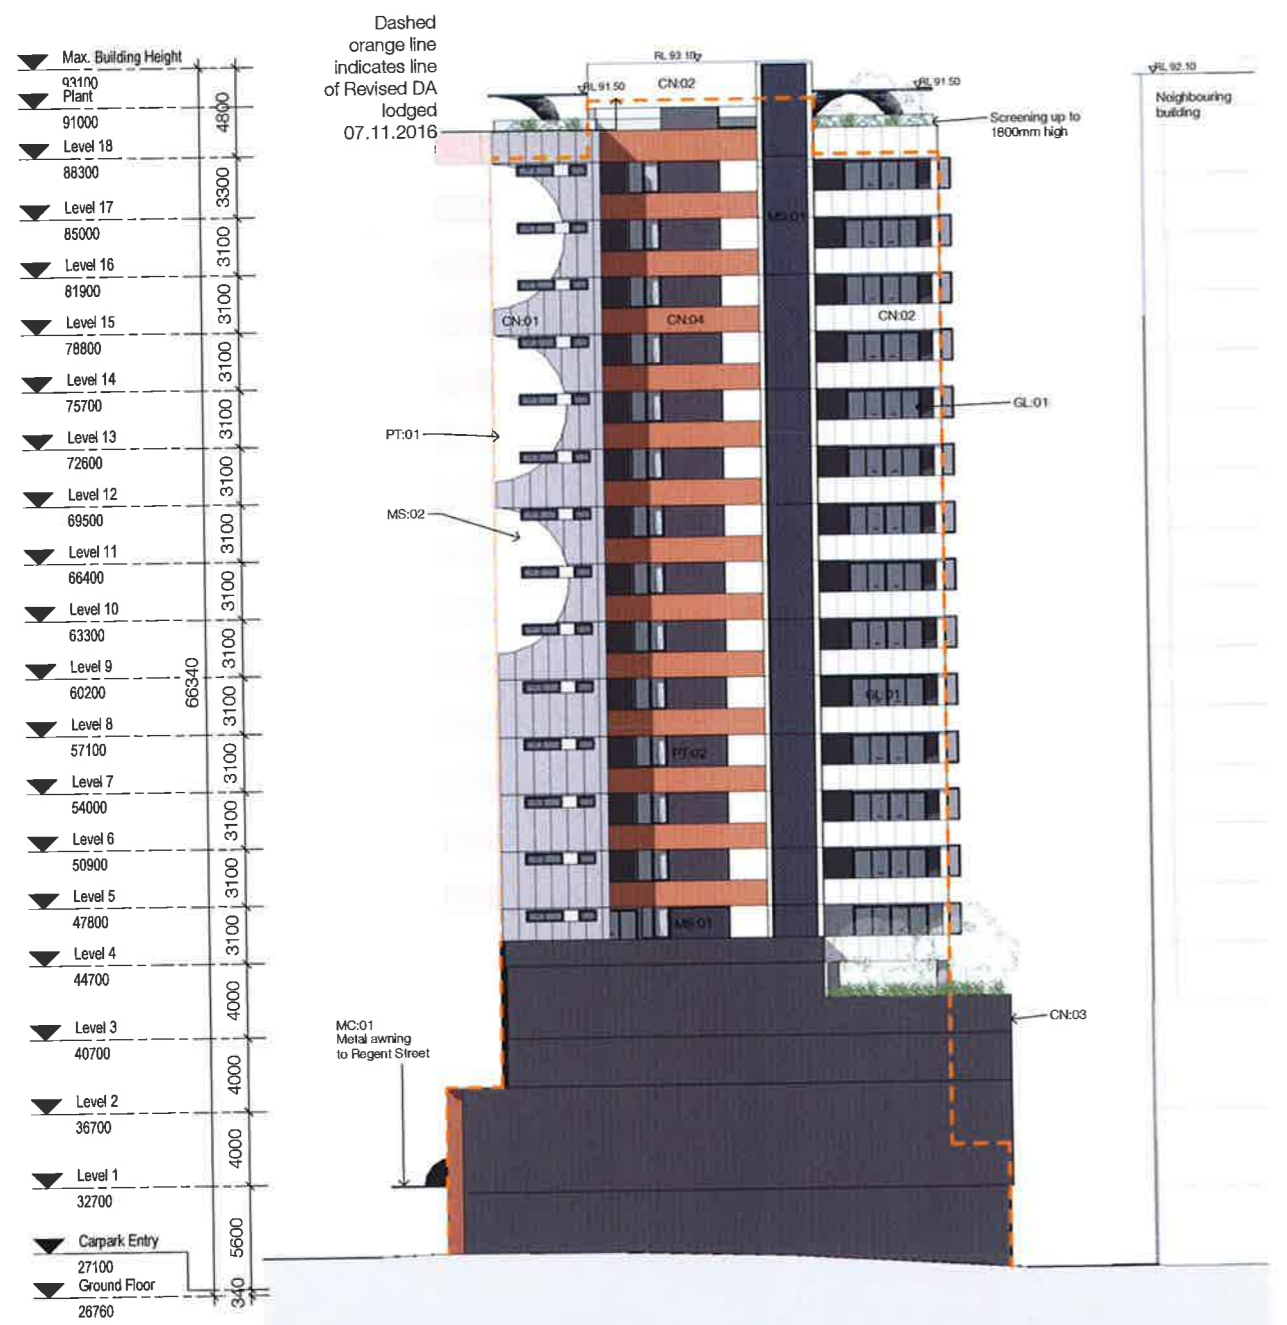 Dashed
orange line
indicates line
of Revised DA
lodged
07.11.2016
Max. Building Height
93100
Plant
91000
Level 18
88300
Level 17
85000
Level 16
81900
Level 15
78800
Level 14
75700
Level 13
72600
Level 12
69500
Level 11
66400
Level 10
63300
Level 9
60200
Level 8
57100
Level 7
54000
Level 6
50900
Level 5
47800
Level 4
44700
Level 3
40700
Level 2
36700
Level 1
32700
Carpark Entry
27100
Ground Floor
26760
66340
4800
3300
3100
3100
3100
3100
3100
3100
3100
3100
3100
3100
3100
3100
3100
4000
4000
4000
5600
340
RL 93.10
RL 91.50
CN:02
RL 91.50
RL 92.10
Neighbouring
building
Screening up to
1800mm high
MS:01
CN:01
CN:04
CN:02
GL:01
PT:01
MS:02
GL:01
PT:02
MS:01
CN:03
MC:01
Metal awning
to Regent Street